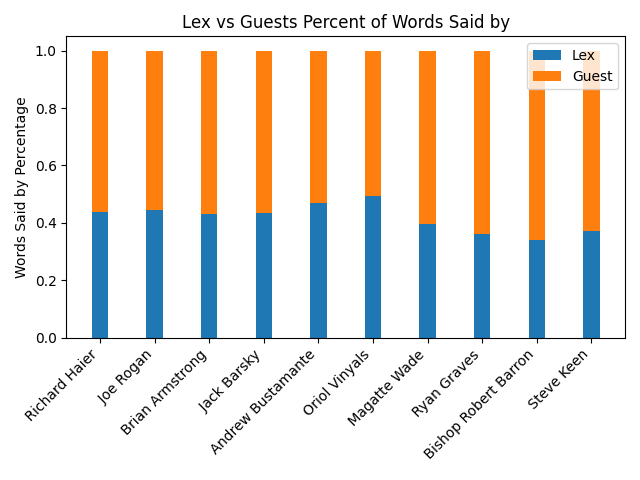 Lex vs Guests Percent of Words Said by
Lex
Guest
Words Said by Percentage
1.0
0.8
0.6
0.4
0.2
0.0
Richard Haier
Joe Rogan
Brian Armstrong
Jack Barsky
Andrew Bustamante
Oriol Vinyals
Magatte Wade
Ryan Graves
Bishop Robert Barron
Steve Keen